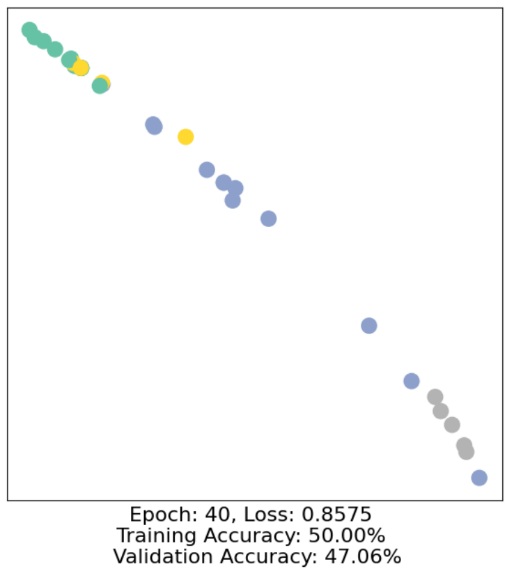 Epoch: 40, Loss: 0.8575
Training Accuracy: 50.00%
Validation Accuracy: 47.06%